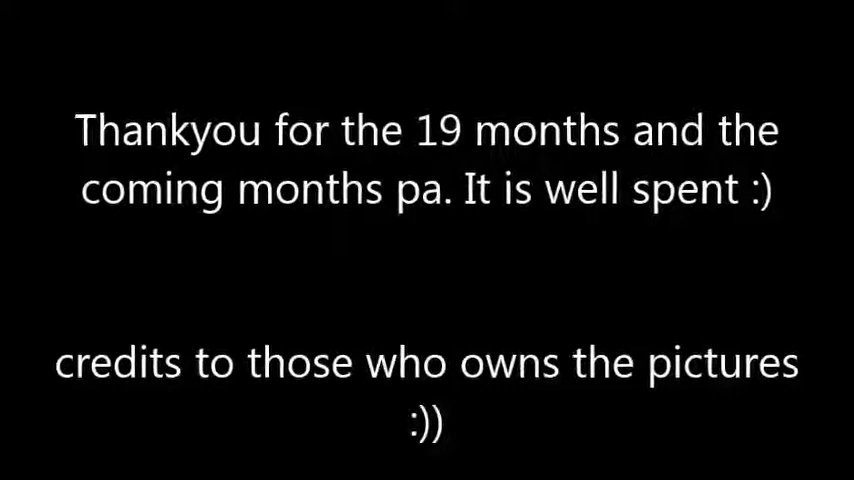 Thankyou for the 19 months and the
coming months pa. It is well spent :)
credits to those who owns the pictures
:))